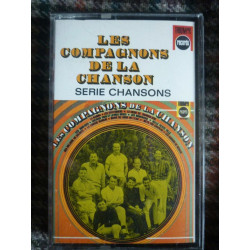 LES
COMPAGNONS
DE LA
CHANSON
SERIE CHANSONS
LES COMPAGNONS DE LA CHANSON